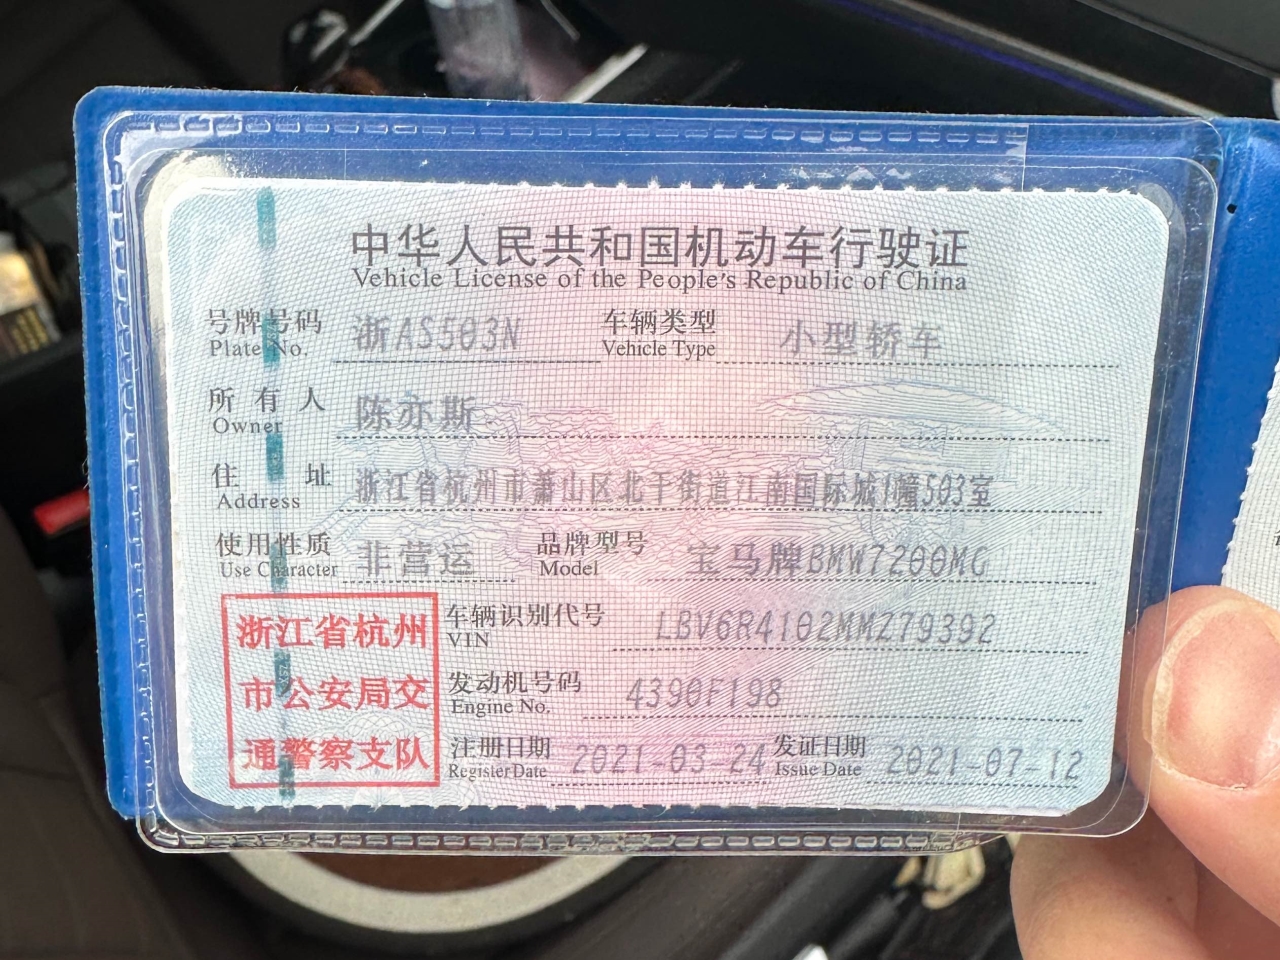 中华人民共和国机动车行驶证
Vehicle License of the People's Republic of China
号牌号码 浙AS503N 车辆类型 小型轿车
Plate No. Vehicle Type
所有人 陈亦斯
Owner
住址 浙江省杭州市萧山区北干街道江南国际城1幢503室
Address
使用性质 非营运 品牌型号 宝马牌BMW7200MG
Use Character Model
浙江省杭州 车辆识别代号 LBV6R4102MMZ79392
VIN
市公安局交 发动机号码 4390F198
Engine No.
通警察支队 注册日期 2021-03-24 发证日期 2021-07-12
Register Date Issue Date